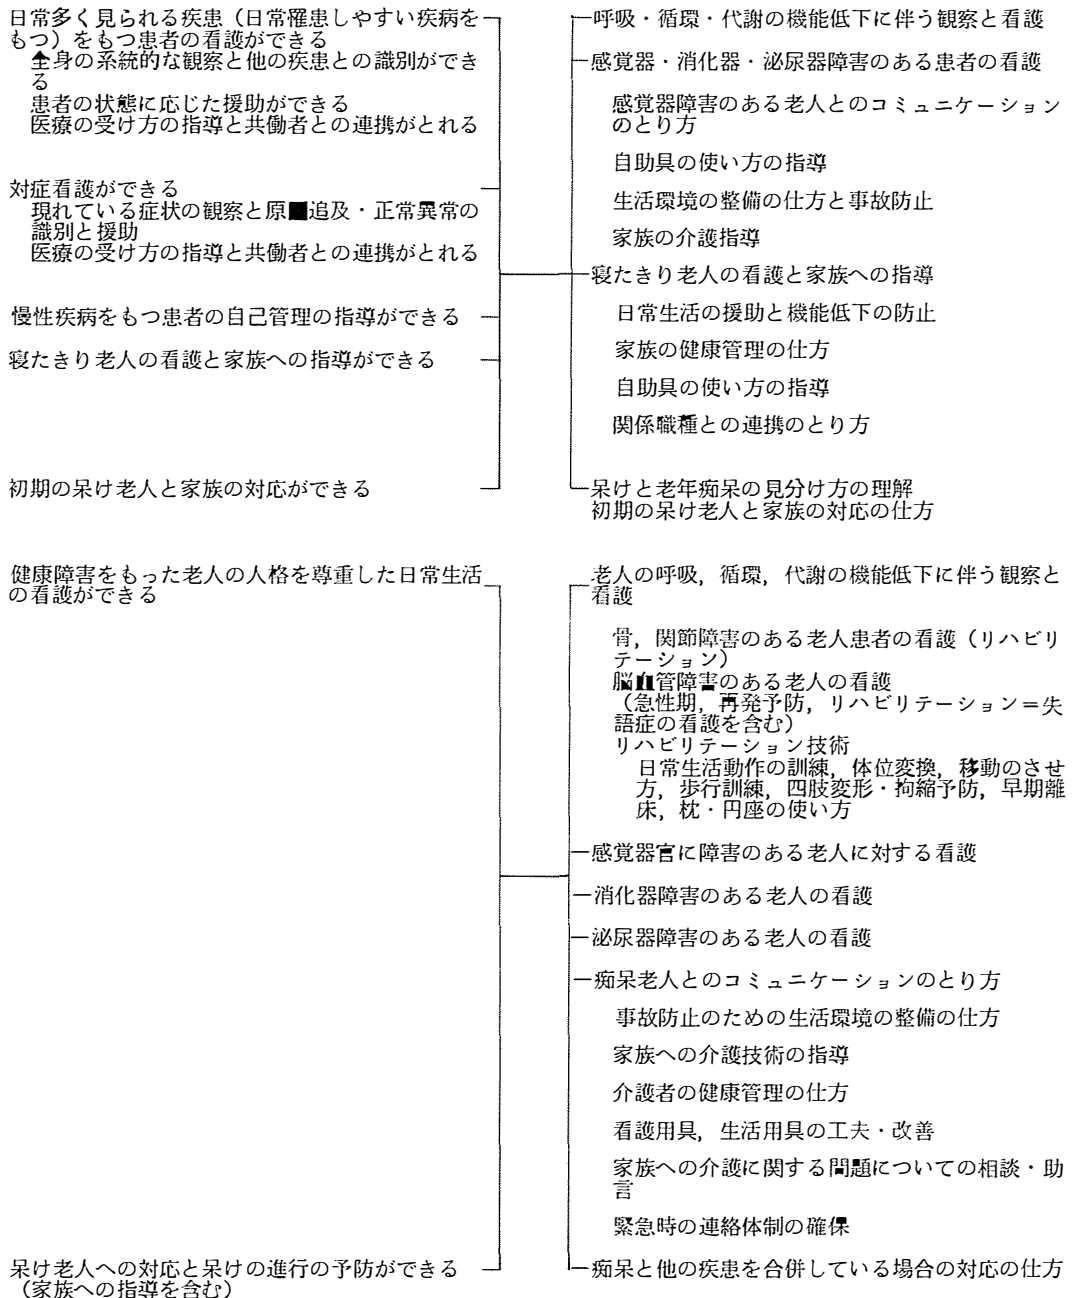 日常多く見られる疾患（日常罹患しやすい疾病を
もつ）をもつ患者の看護ができる
全身の系統的な観察と他の疾患との識別ができ
る
患者の状態に応じた援助ができる
医療の受け方の指導と共働者との連携がとれる
対症看護ができる
現れている症状の観察と原 追及・正常異常の
識別と援助
医療の受け方の指導と共働者との連携がとれる
慢性疾病をもつ患者の自己管理の指導ができる
寝たきり老人の看護と家族への指導ができる
初期の呆け老人と家族の対応ができる
呼吸・循環・代謝の機能低下に伴う観察と看護
感覚器・消化器・泌尿器障害のある患者の看護
感覚器障害のある老人とのコミュニケーション
のとり方
自助具の使い方の指導
生活環境の整備の仕方と事故防止
家族の介護指導
寝たきり老人の看護と家族への指導
日常生活の援助と機能低下の防止
家族の健康管理の仕方
自助具の使い方の指導
関係職種との連携のとり方
呆けと老年痴呆の見分け方の理解
初期の呆け老人と家族の対応の仕方
健康障害をもった老人の人格を尊重した日常生活
の看護ができる
呆け老人への対応と呆けの進行の予防ができる
（家族への指導を含む）
老人の呼吸，循環，代謝の機能低下に伴う観察と
看護
骨，関節障害のある老人患者の看護（リハビリ
テーション）
脳血管障害のある老人の看護
（急性期，再発予防，リハビリテーション＝失
語症の看護を含む）
リハビリテーション技術
日常生活動作の訓練，体位変換，移動のさせ
方，歩行訓練，四肢変形・拘縮予防，早期離
床，枕・円座の使い方
感覚器官に障害のある老人に対する看護
消化器障害のある老人の看護
泌尿器障害のある老人の看護
痴呆老人とのコミュニケーションのとり方
事故防止のための生活環境の整備の仕方
家族への介護技術の指導
介護者の健康管理の仕方
看護用具，生活用具の工夫・改善
家族への介護に関する問題についての相談・助
言
緊急時の連絡体制の確保
痴呆と他の疾患を合併している場合の対応の仕方